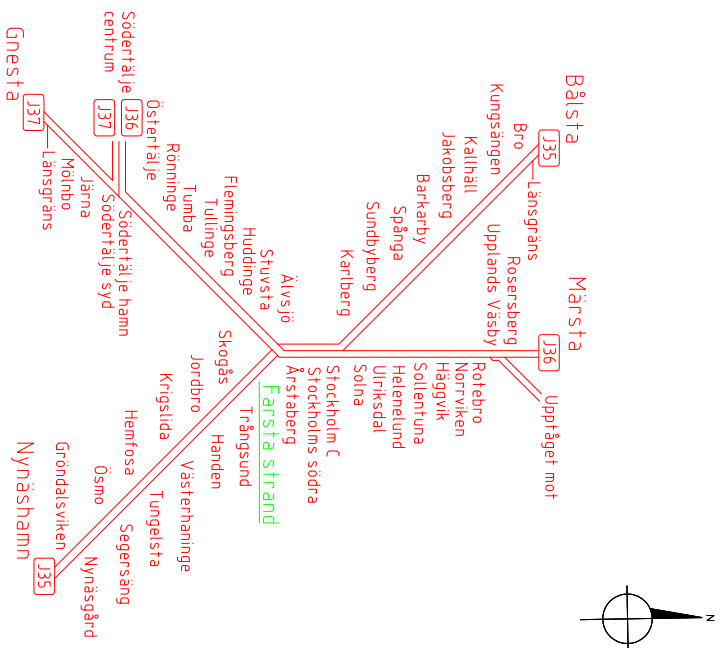 Bålsta
J35
Länsgräns
Bro
Kungsängen
Kallhäll
Jakobsberg
Barkarby
Spånga
Sundbyberg
Karlberg
Märsta
J36
Upptåget mot
Rosersberg
Upplands Väsby
Rotebro
Norrviken
Häggvik
Sollentuna
Helenelund
Ulriksdal
Solna
Stockholm C
Stockholms södra
Årstaberg
Älvsjö
Stuvsta
Huddinge
Flemingsberg
Tullinge
Tumba
Rönninge
Östertälje
Södertälje
centrum
J36
J37
Södertälje hamn
Södertälje syd
Järna
Mölnbo
Länsgräns
J37
Gnesta
Farsta strand
Trångsund
Skogås
Handen
Jordbro
Västerhaninge
Krigslida
Tungelsta
Hemfosa
Segersäng
Ösmo
Nynäsgård
Gröndalsviken
J35
Nynäshamn
N